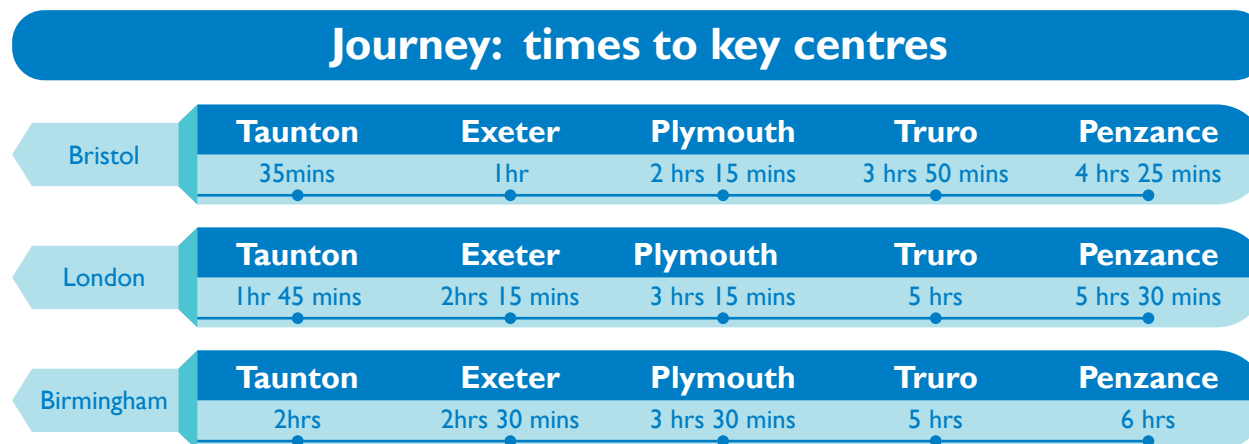 Journey: times to key centres
Bristol
Taunton Exeter Plymouth Truro Penzance
35mins 1hr 2 hrs 15 mins 3 hrs 50 mins 4 hrs 25 mins
London
Taunton Exeter Plymouth Truro Penzance
1hr 45 mins 2hrs 15 mins 3 hrs 15 mins 5 hrs 5 hrs 30 mins
Birmingham
Taunton Exeter Plymouth Truro Penzance
2hrs 2hrs 30 mins 3 hrs 30 mins 5 hrs 6 hrs